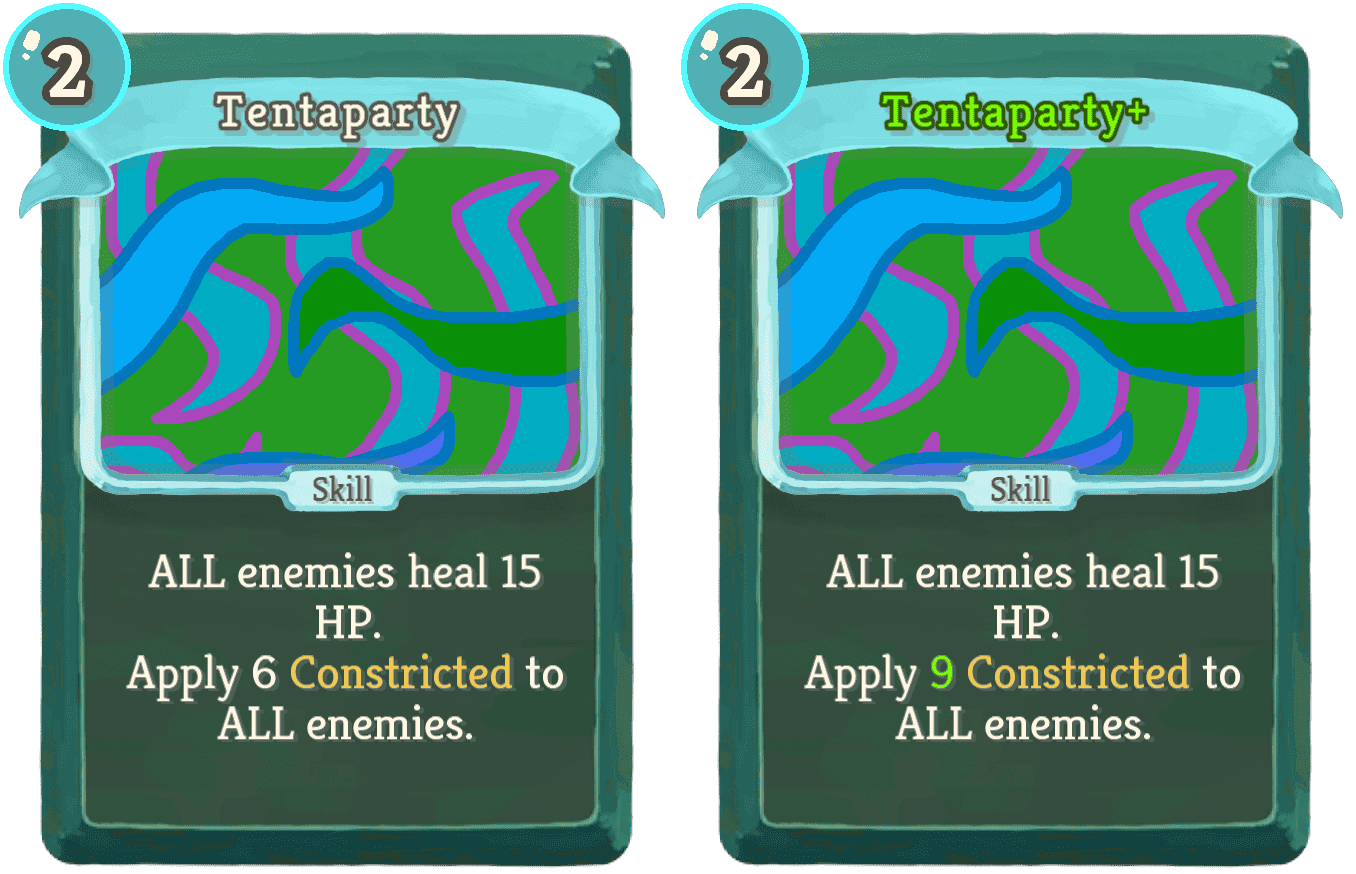 2
Tentaparty
Skill
ALL enemies heal 15
HP.
Apply 6 Constricted to
ALL enemies.
2
Tentaparty+
Skill
ALL enemies heal 15
HP.
Apply 9 Constricted to
ALL enemies.